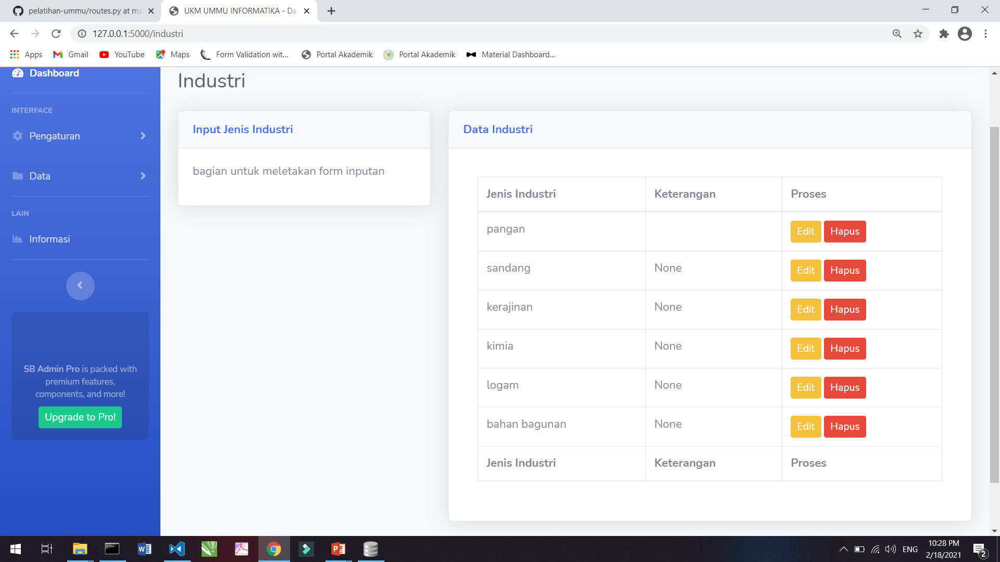 pelatihan-ummu/routes.py at ma
UKM UMMU INFORMATIKA - Da
127.0.0.1:5000/industri
Apps
Gmail
YouTube
Maps
Form Validation wit...
Portal Akademik
Portal Akademik
Material Dashboard...
Dashboard
INTERFACE
Pengaturan
Data
LAIN
Informasi
SB Admin Pro is packed with
premium features,
components, and more!
Upgrade to Pro!
Industri
Input Jenis Industri
bagian untuk meletakan form inputan
Data Industri
Jenis Industri Keterangan Proses
pangan Edit Hapus
sandang None Edit Hapus
kerajinan None Edit Hapus
kimia None Edit Hapus
logam None Edit Hapus
bahan bagunan None Edit Hapus
Jenis Industri Keterangan Proses
ENG
10:28 PM
2/18/2021
2